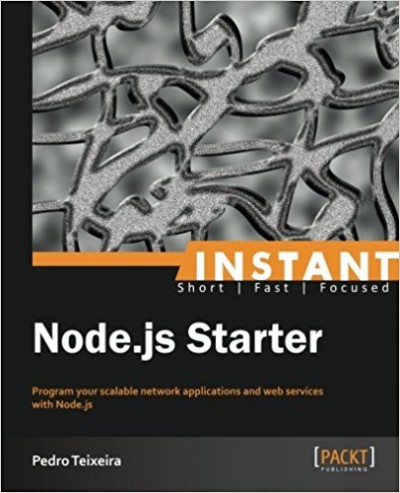 INSTANT
Short | Fast | Focused
Node.js Starter
Program your scalable network applications and web services
with Node.js
Pedro Teixeira
[PACKT]
PUBLISHING